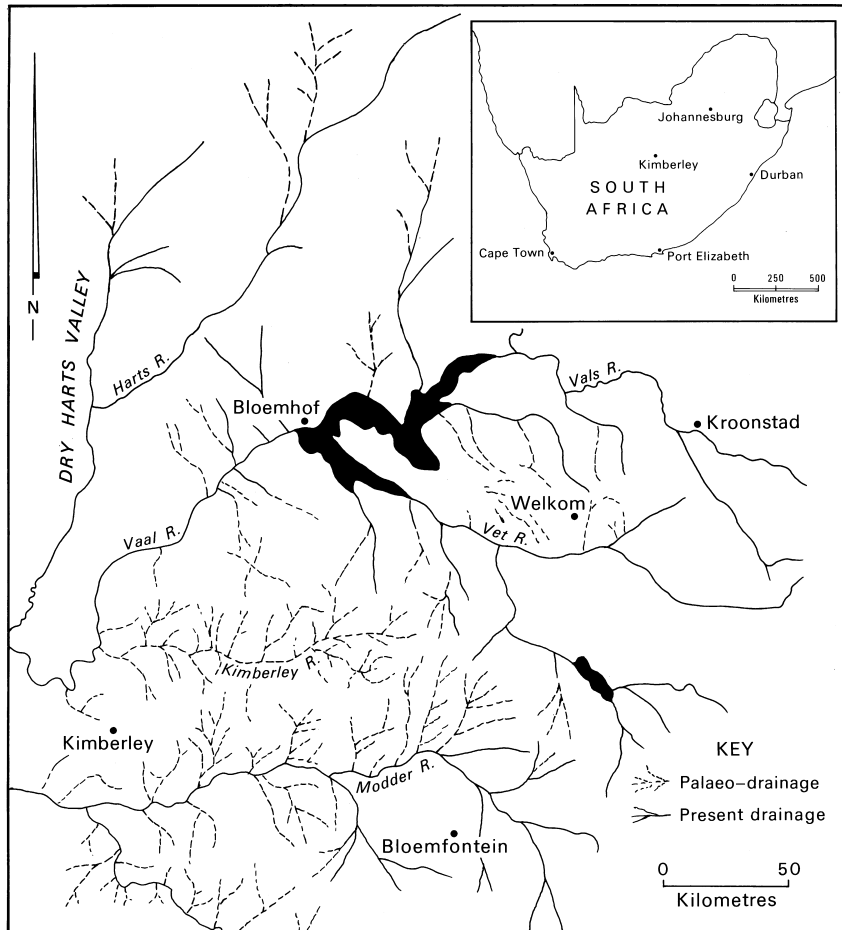 Johannesburg
Kimberley
Durban
SOUTH
AFRICA
Cape Town
Port Elizabeth
0 250 500
Kilometres
N
DRY HARTS VALLEY
Harts R.
Vals R.
Bloemhof
Kroonstad
Welkom
Vaal R.
Vet R.
Kimberley R.
Kimberley
KEY
Palaeo–drainage
Modder R.
Present drainage
Bloemfontein
0 50
Kilometres